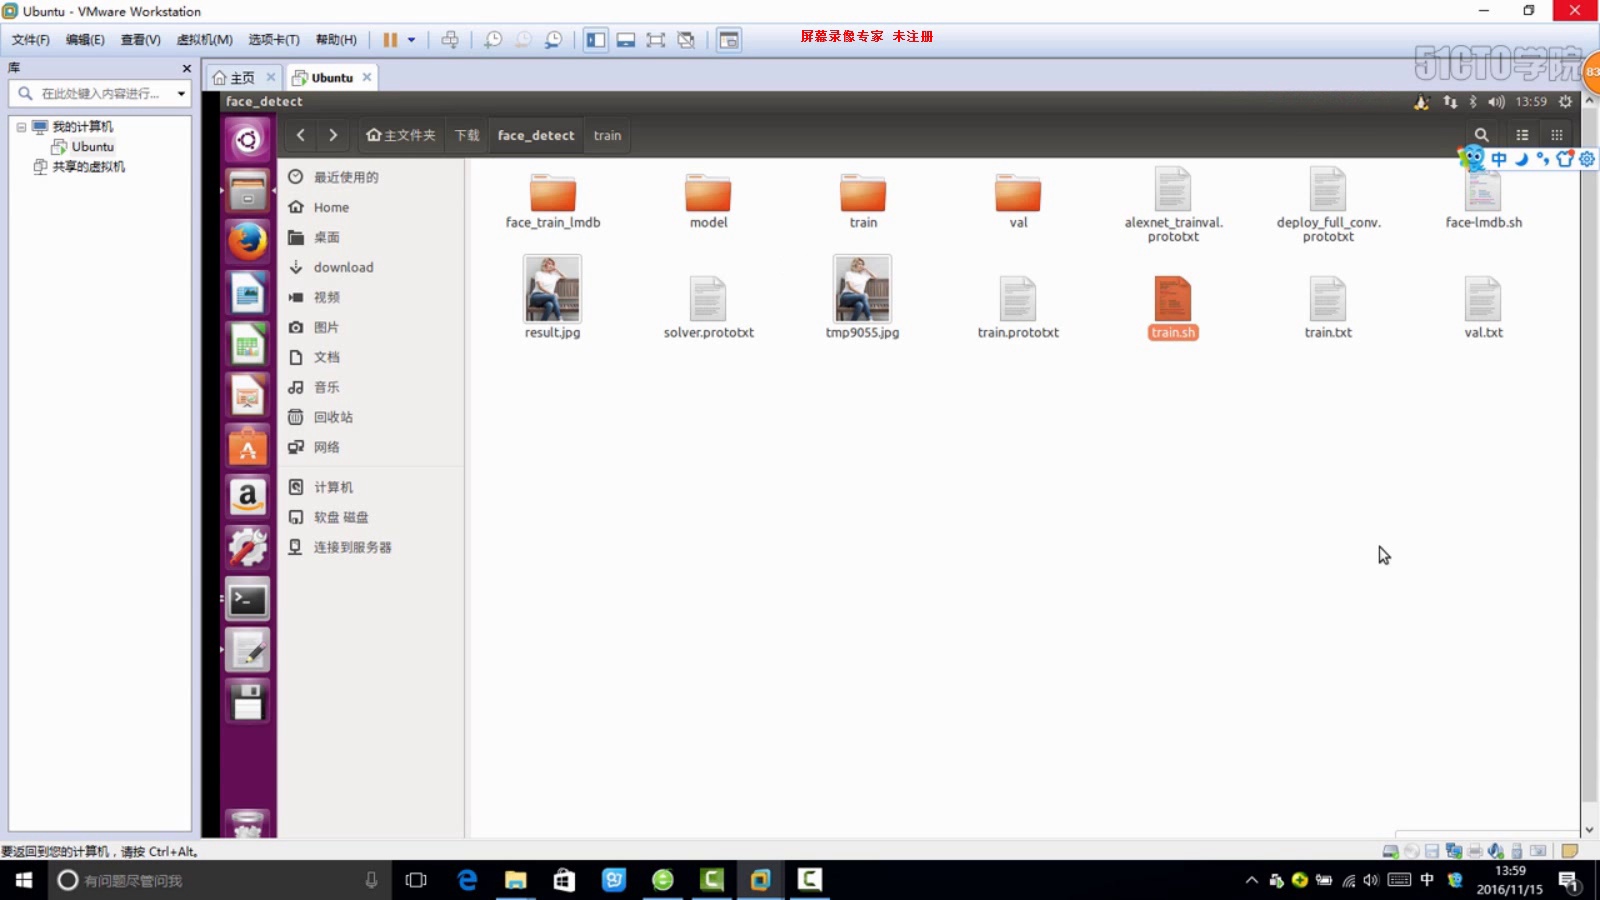 Ubuntu - VMware Workstation
文件(F) 编辑(E) 查看(V) 虚拟机(M) 选项卡(T) 帮助(H)
屏幕录像专家 未注册
51CTO学院
83
库
主页
Ubuntu
在此处键入内容进行...
我的计算机
Ubuntu
共享的虚拟机
face_detect
13:59
主文件夹 下载 face_detect train
中
最近使用的
Home
桌面
download
视频
图片
文档
音乐
回收站
网络
计算机
软盘 磁盘
连接到服务器
face_train_lmdb
model
train
val
alexnet_trainval.
prototxt
deploy_full_conv.
prototxt
face-lmdb.sh
result.jpg
solver.prototxt
tmp9055.jpg
train.prototxt
train.sh
train.txt
val.txt
要返回到您的计算机，请按 Ctrl+Alt。
有问题尽管问我
中
13:59
2016/11/15
1